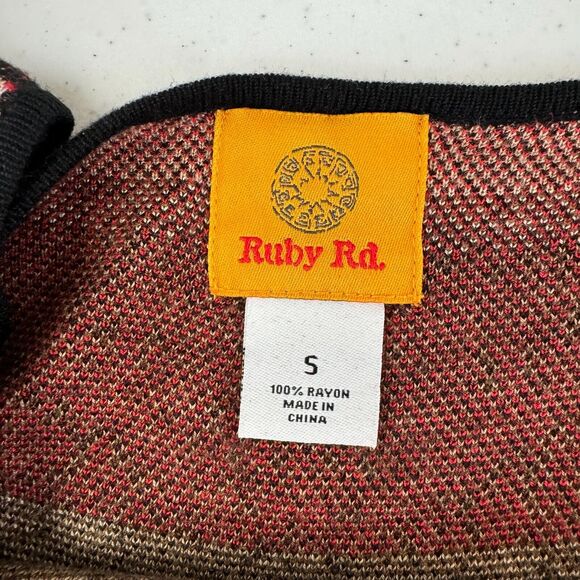 Ruby Rd.
S
100% RAYON
MADE IN
CHINA